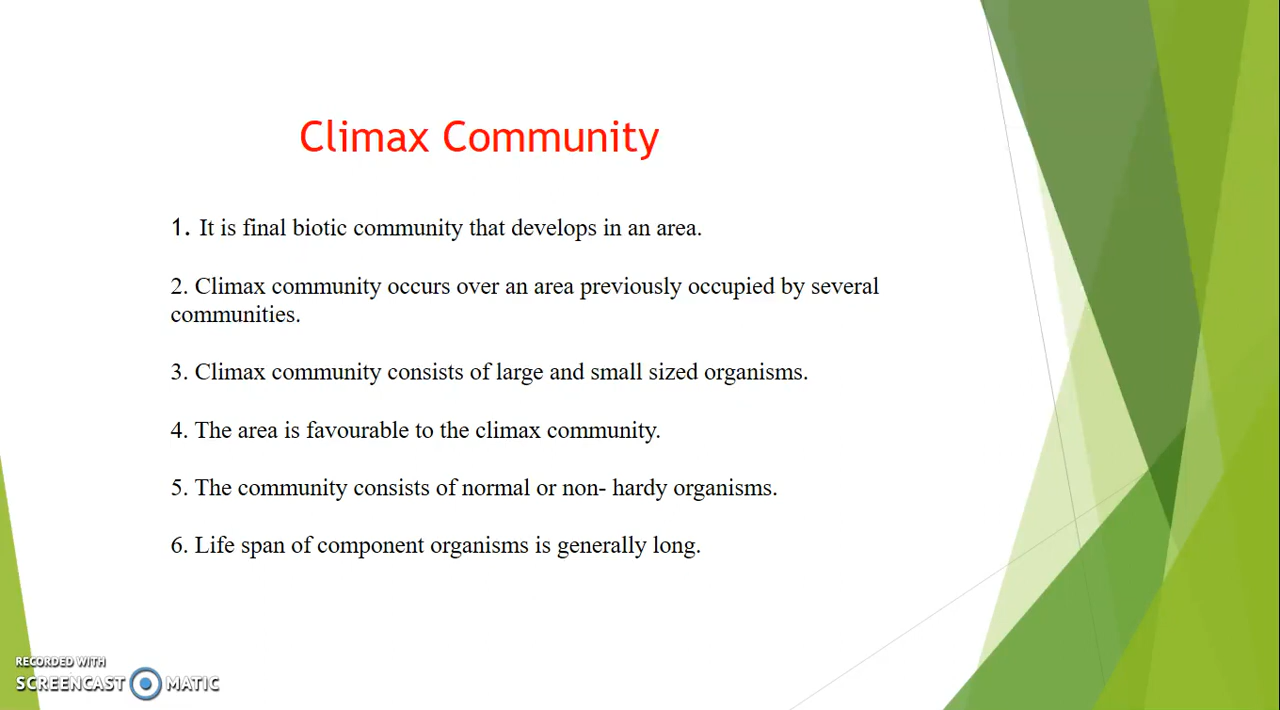 Climax Community
1. It is final biotic community that develops in an area.
2. Climax community occurs over an area previously occupied by several
communities.
3. Climax community consists of large and small sized organisms.
4. The area is favourable to the climax community.
5. The community consists of normal or non- hardy organisms.
6. Life span of component organisms is generally long.
RECORDED WITH
SCREENCAST MATIC